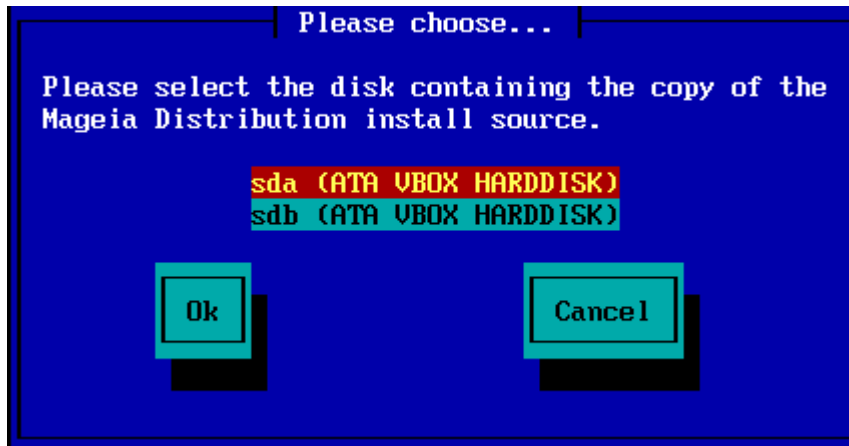 Please choose...
Please select the disk containing the copy of the
Mageia Distribution install source.
sda (ATA VBOX HARDDISK)
sdb (ATA VBOX HARDDISK)
Ok Cancel